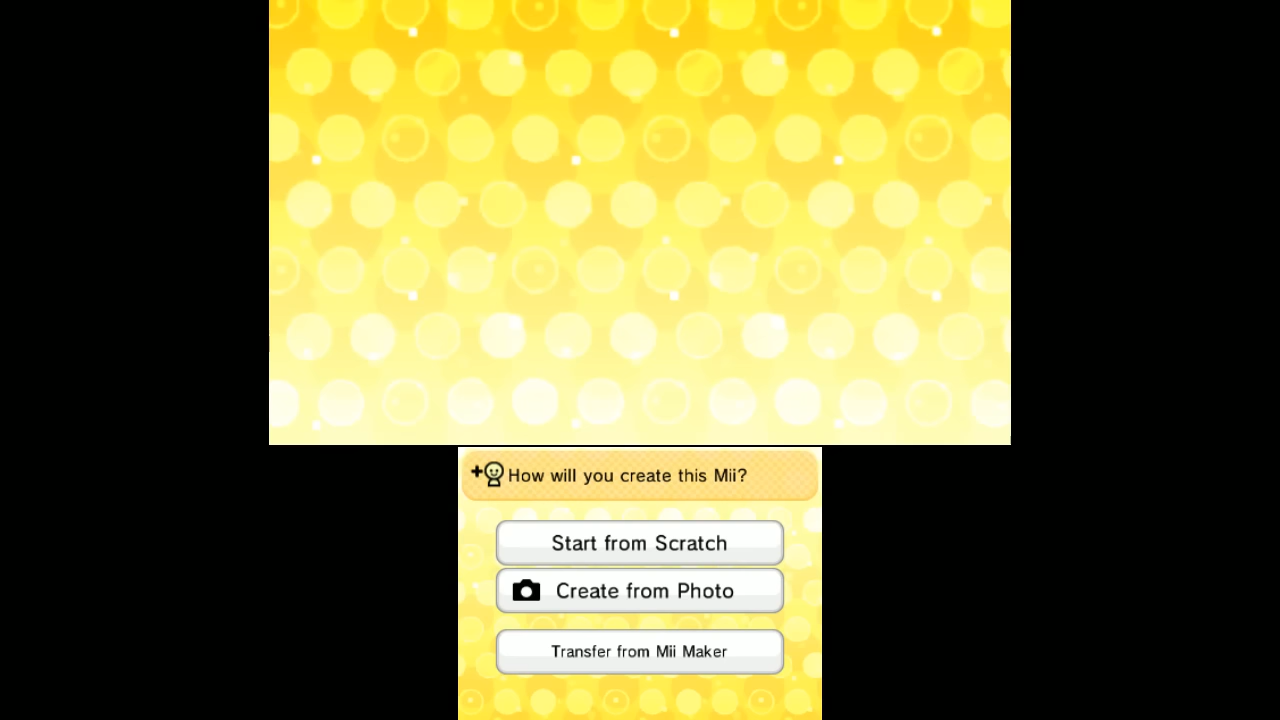 How will you create this Mii?
Start from Scratch
Create from Photo
Transfer from Mii Maker